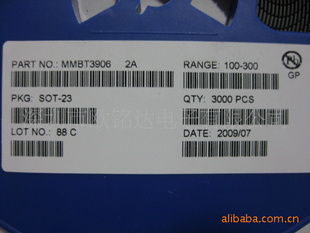 PART NO.: MMBT3906 2A
RANGE: 100-300
GP
PKG: SOT-23
QTY: 3000 PCS
LOT NO.: 88 C
DATE: 2009/07
alibaba.com.cn